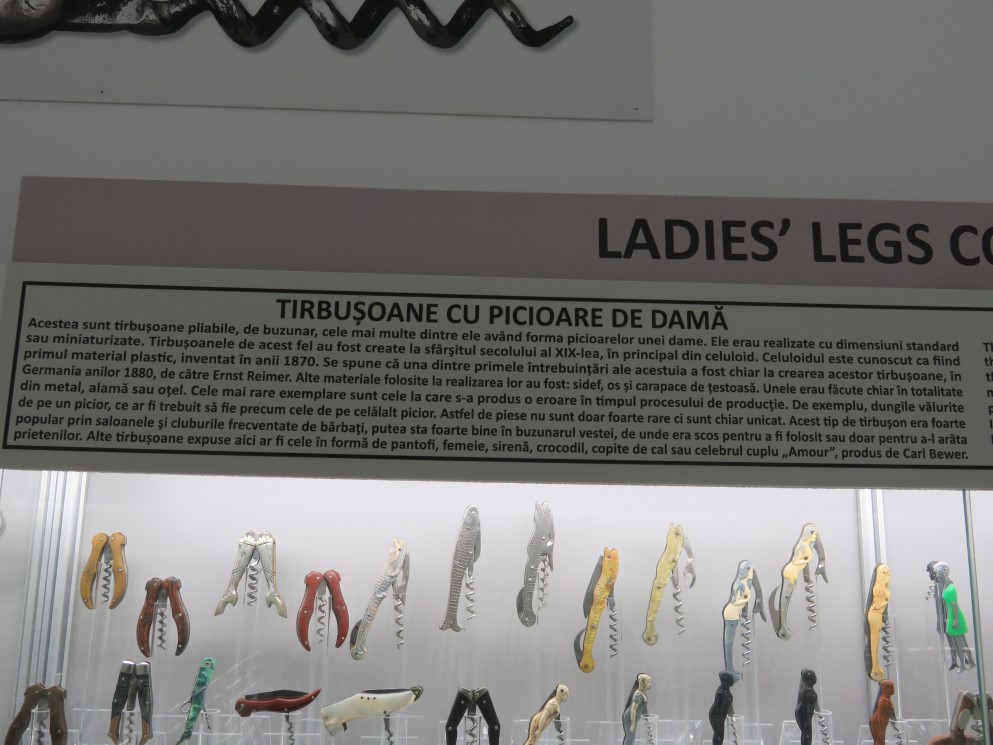 LADIES' LEGS
TIRBUȘOANE CU PICIOARE DE DAMĂ
Acestea sunt tirbușoane pliabile, de buzunar, cele mai multe dintre ele având forma picioarelor unei dame. Ele erau realizate cu dimensiuni standard
sau miniaturizate. Tirbușoanele de acest fel au fost create la sfârșitul secolului al XIX-lea, în principal din celuloid. Celuloidul este cunoscut ca fiind
primul material plastic, inventat în anii 1870. Se spune că una dintre primele întrebuințări ale acestuia a fost chiar la crearea acestor tirbușoane, în
Germania anilor 1880, de către Ernst Reimer. Alte materiale folosite la realizarea lor au fost: sidef, os și carapace de țestoasă. Unele erau făcute chiar în totalitate
din metal, alamă sau oțel. Cele mai rare exemplare sunt cele la care s-a produs o eroare în timpul procesului de producție. De exemplu, dungile vălurite
de pe un picior, ce ar fi trebuit să fie precum cele de pe celălalt picior. Astfel de piese nu sunt doar foarte rare ci sunt chiar unicat. Acest tip de tirbușon era foarte
popular prin saloanele și cluburile frecventate de bărbați, putea sta foarte bine în buzunarul vestei, de unde era scos pentru a fi folosit sau doar pentru a-l arăta
prietenilor. Alte tirbușoane expuse aici ar fi cele în formă de pantofi, femeie, sirenă, crocodil, copite de cal sau celebrul cuplu „Amour”, produs de Carl Bewer.